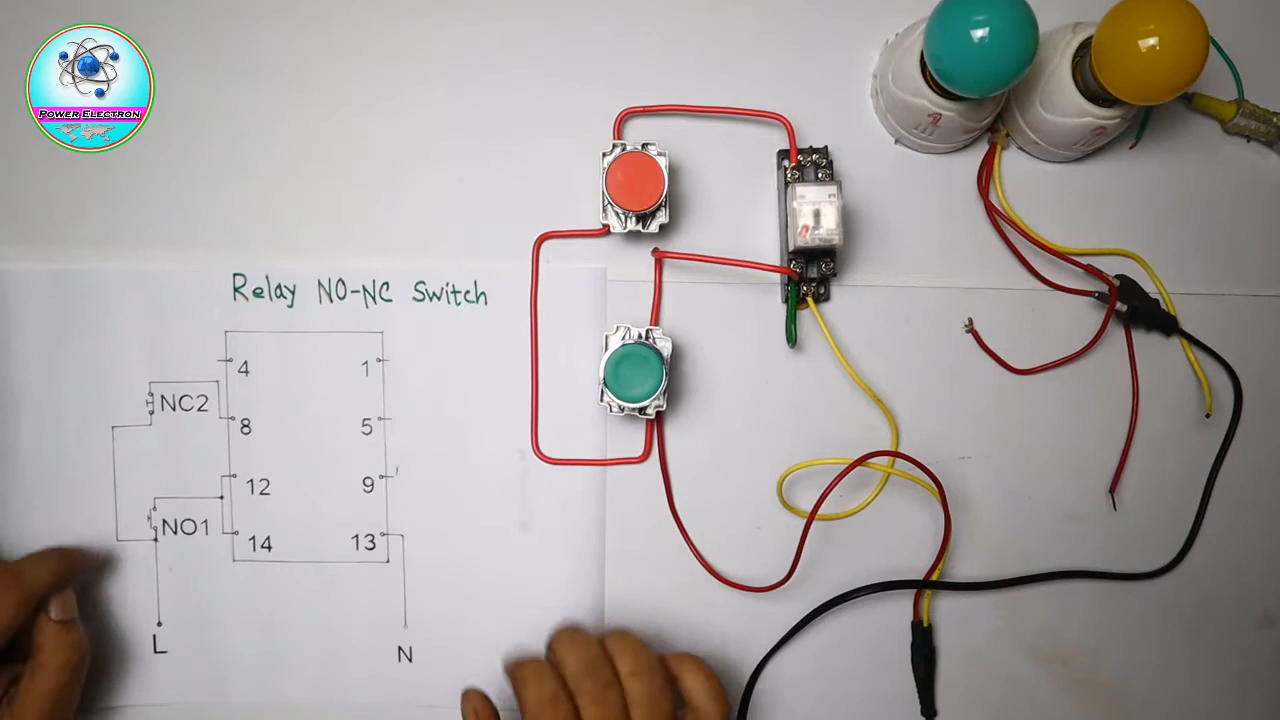 POWER ELECTRON
Relay NO-NC Switch
4 1
NC2
8 5
12 9
NO1
14 13
L
N